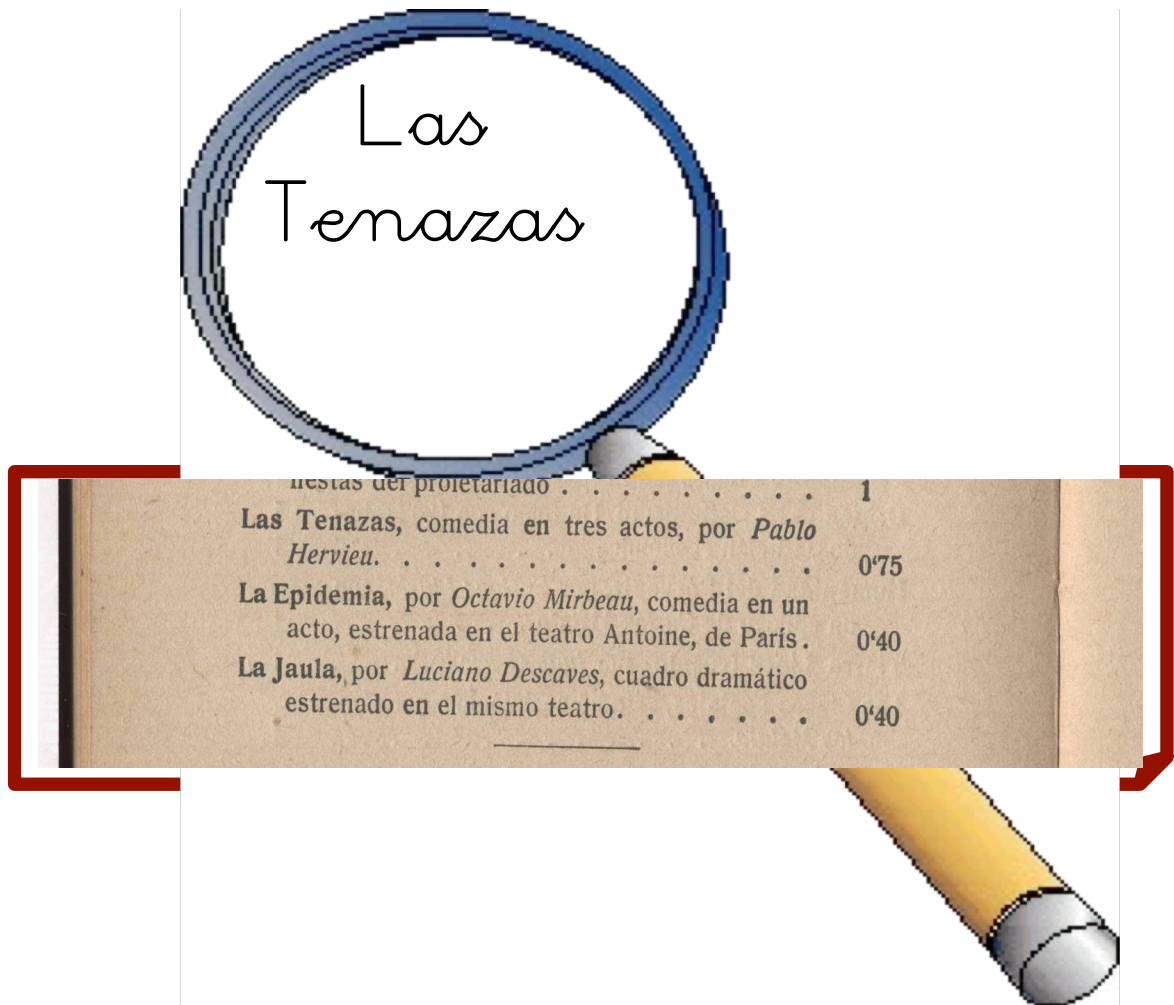 Las
Tenazas
fiestas del proletariado . . . . . . . . . . 1
Las Tenazas, comedia en tres actos, por Pablo
Hervieu. . . . . . . . . . . . . . . 0‘75
La Epidemia, por Octavio Mirbeau, comedia en un
acto, estrenada en el teatro Antoine, de París. 0‘40
La Jaula, por Luciano Descaves, cuadro dramático
estrenado en el mismo teatro. . . . . . . 0‘40